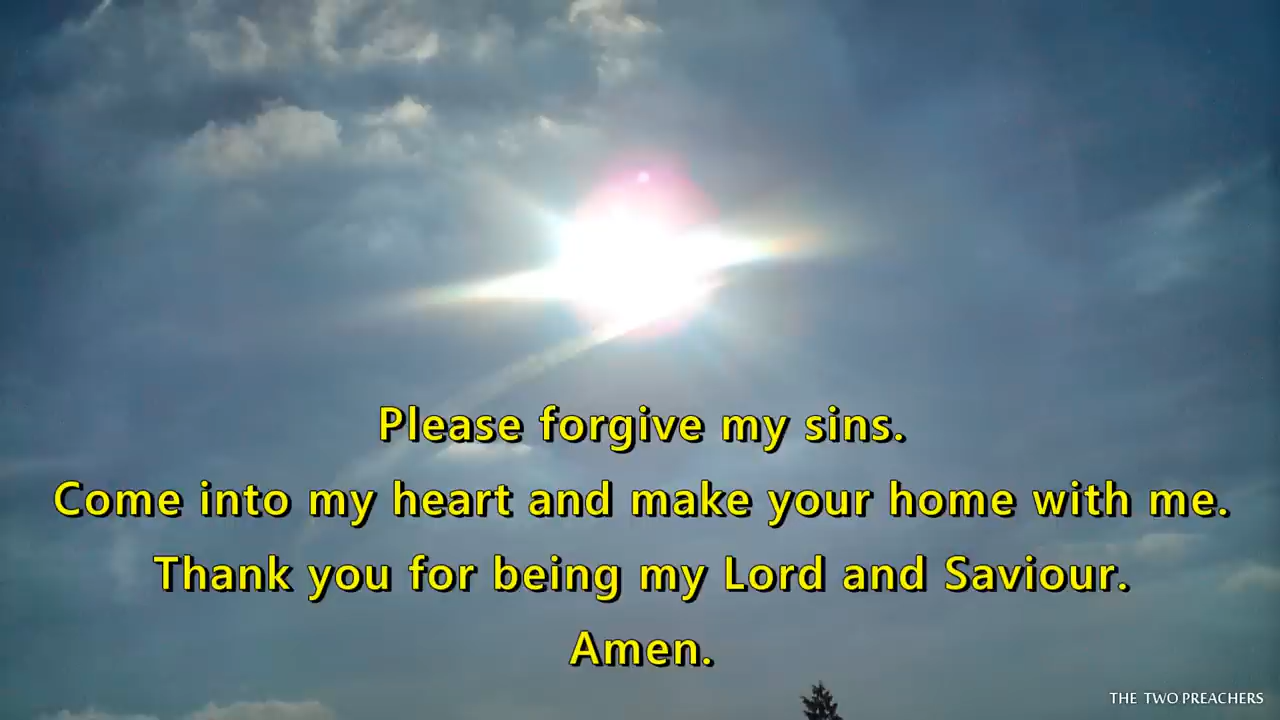 Please forgive my sins.
Come into my heart and make your home with me.
Thank you for being my Lord and Saviour.
Amen.
THE TWO PREACHERS